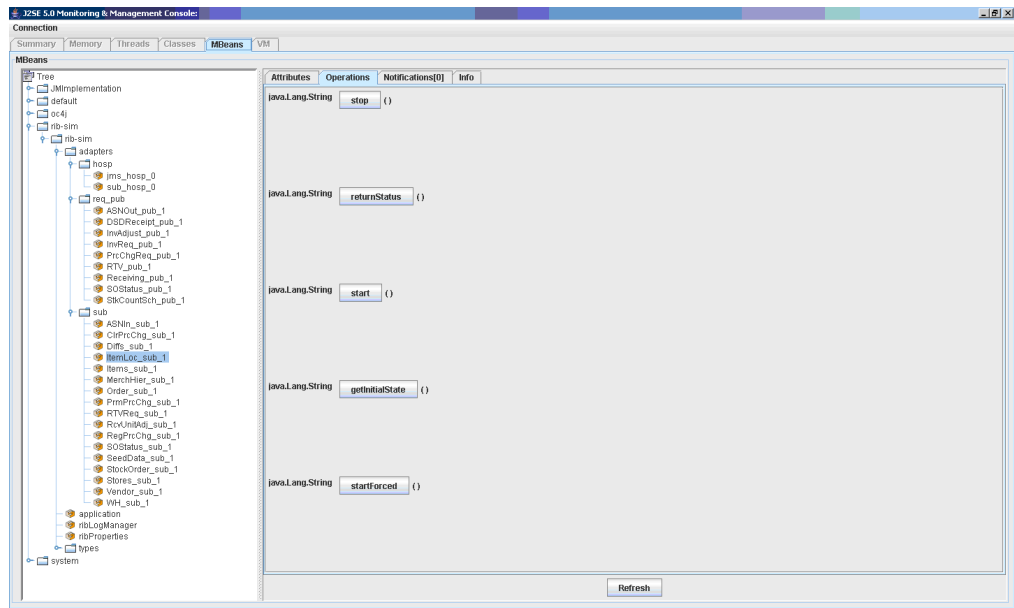 J2SE 5.0 Monitoring & Management Console:
Connection
Summary Memory Threads Classes MBeans VM
MBeans
Tree
JMImplementation
default
oc4j
rib-sim
rib-sim
adapters
hosp
jms_hosp_0
sub_hosp_0
req_pub
ASNOut_pub_1
DSDReceipt_pub_1
InvAdjust_pub_1
InvReq_pub_1
PrcChgReq_pub_1
RTV_pub_1
Receiving_pub_1
SOStatus_pub_1
StkCountSch_pub_1
sub
ASNIn_sub_1
ClrPrcChg_sub_1
Diffs_sub_1
ItemLoc_sub_1
Items_sub_1
MerchHier_sub_1
Order_sub_1
PrmPrcChg_sub_1
RTVReq_sub_1
RcvUnitAdj_sub_1
RegPrcChg_sub_1
SOStatus_sub_1
SeedData_sub_1
StockOrder_sub_1
Stores_sub_1
Vendor_sub_1
WH_sub_1
application
ribLogManager
ribProperties
types
system
Attributes Operations Notifications[0] Info
java.Lang.String stop ( )
java.Lang.String returnStatus ( )
java.Lang.String start ( )
java.Lang.String getInitialState ( )
java.Lang.String startForced ( )
Refresh